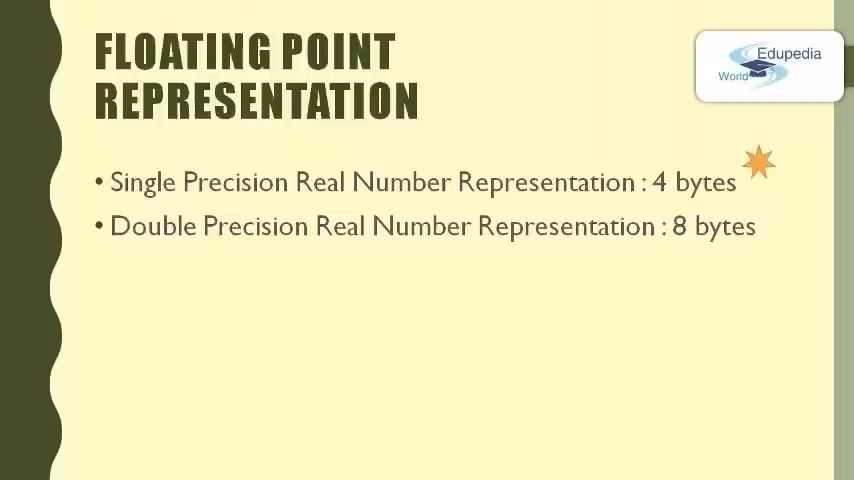 FLOATING POINT
REPRESENTATION
Edupedia
World
• Single Precision Real Number Representation : 4 bytes
• Double Precision Real Number Representation : 8 bytes